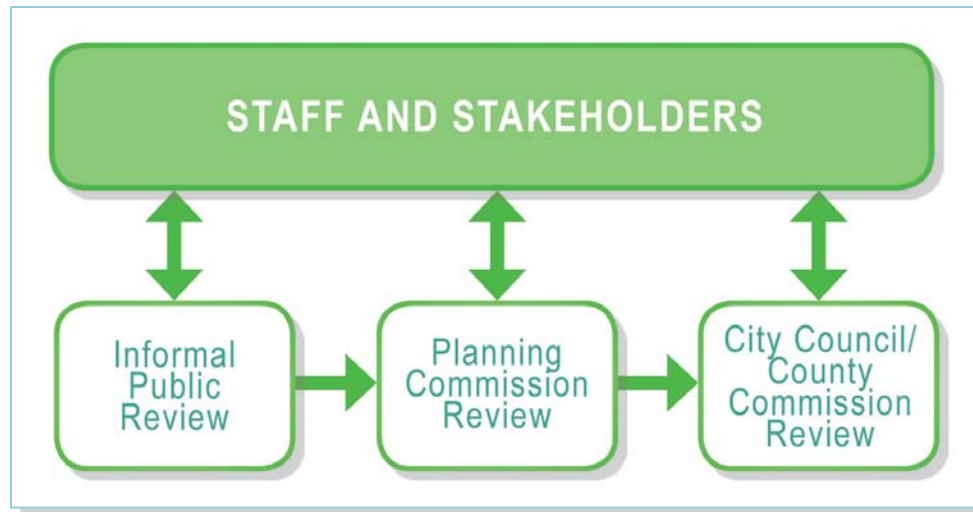 STAFF AND STAKEHOLDERS
Informal
Public
Review
Planning
Commission
Review
City Council/
County
Commission
Review